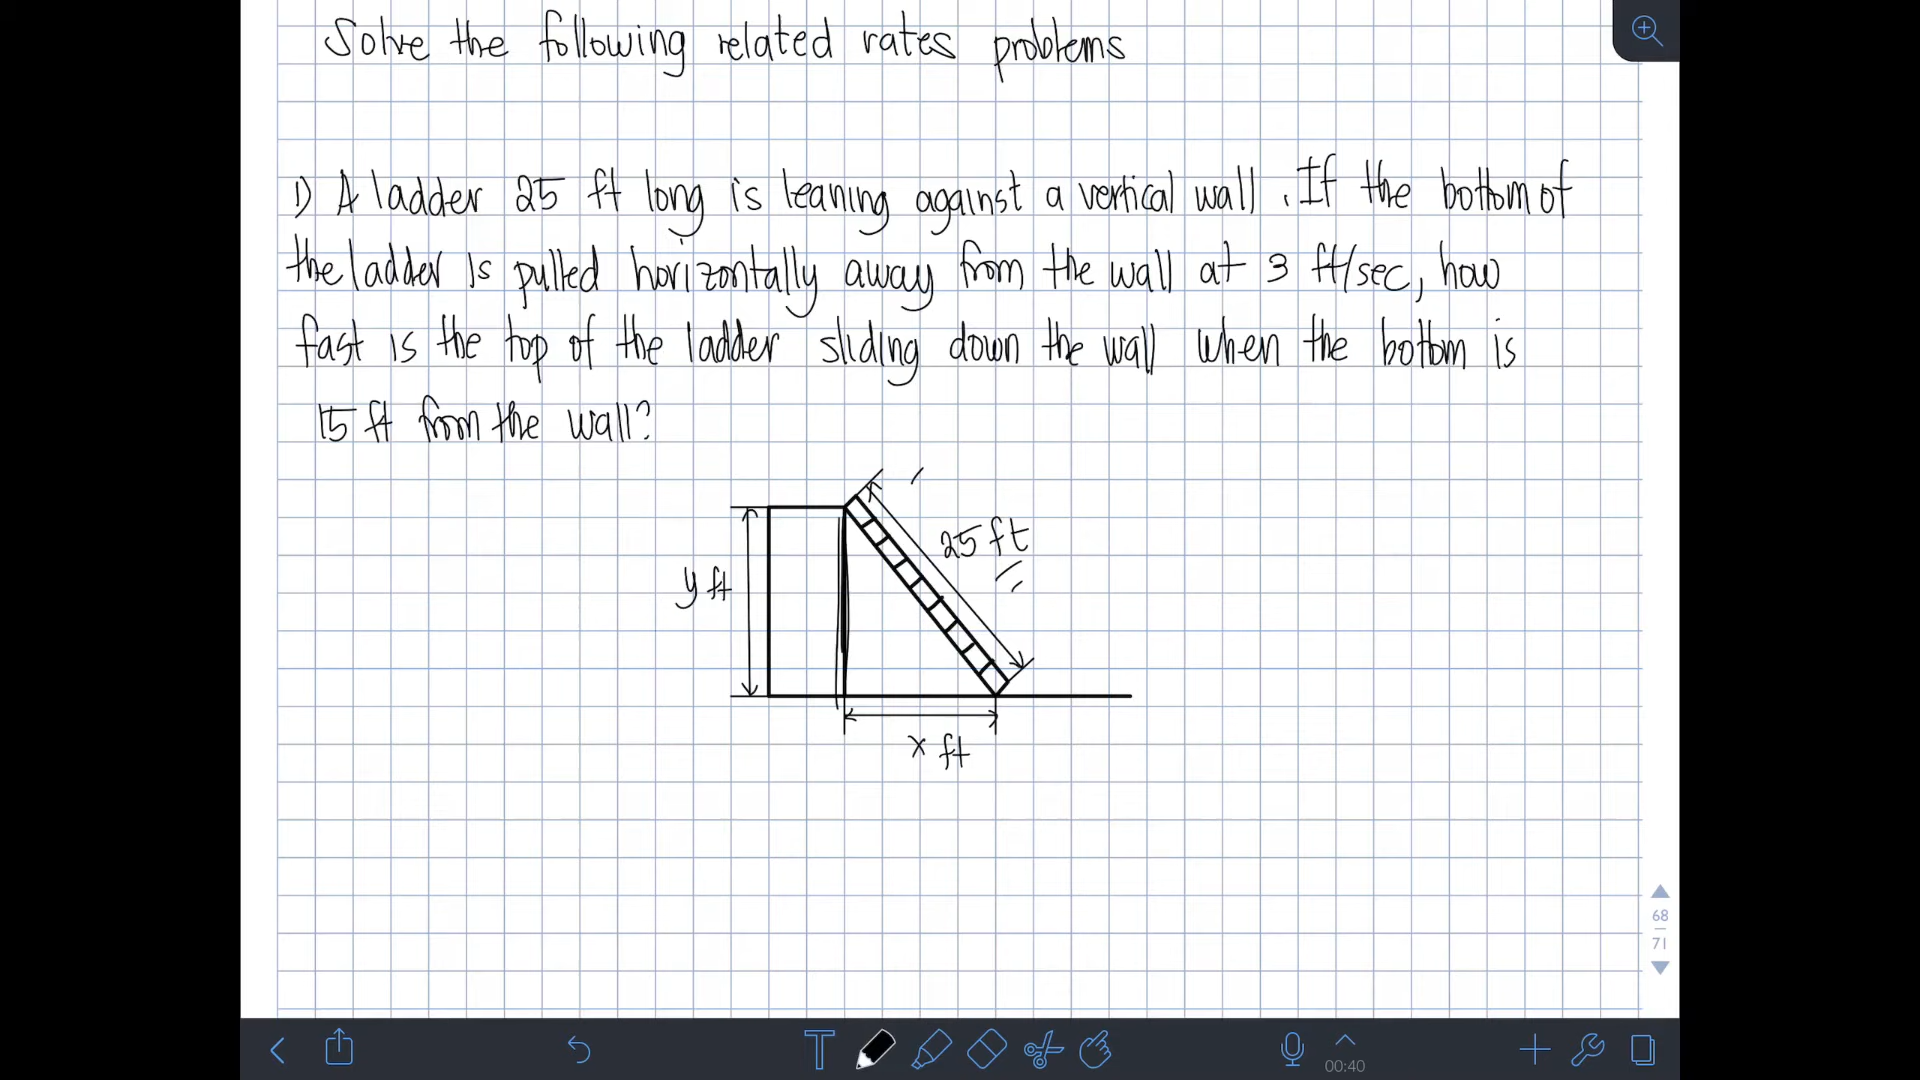 Solve the following related rates problems
1) A ladder 25 ft long is leaning against a vertical wall. If the bottom of
the ladder is pulled horizontally away from the wall at 3 ft/sec, how
fast is the top of the ladder sliding down the wall when the bottom is
15 ft from the wall?
25 ft
y ft
x ft
68
71
T
00:40